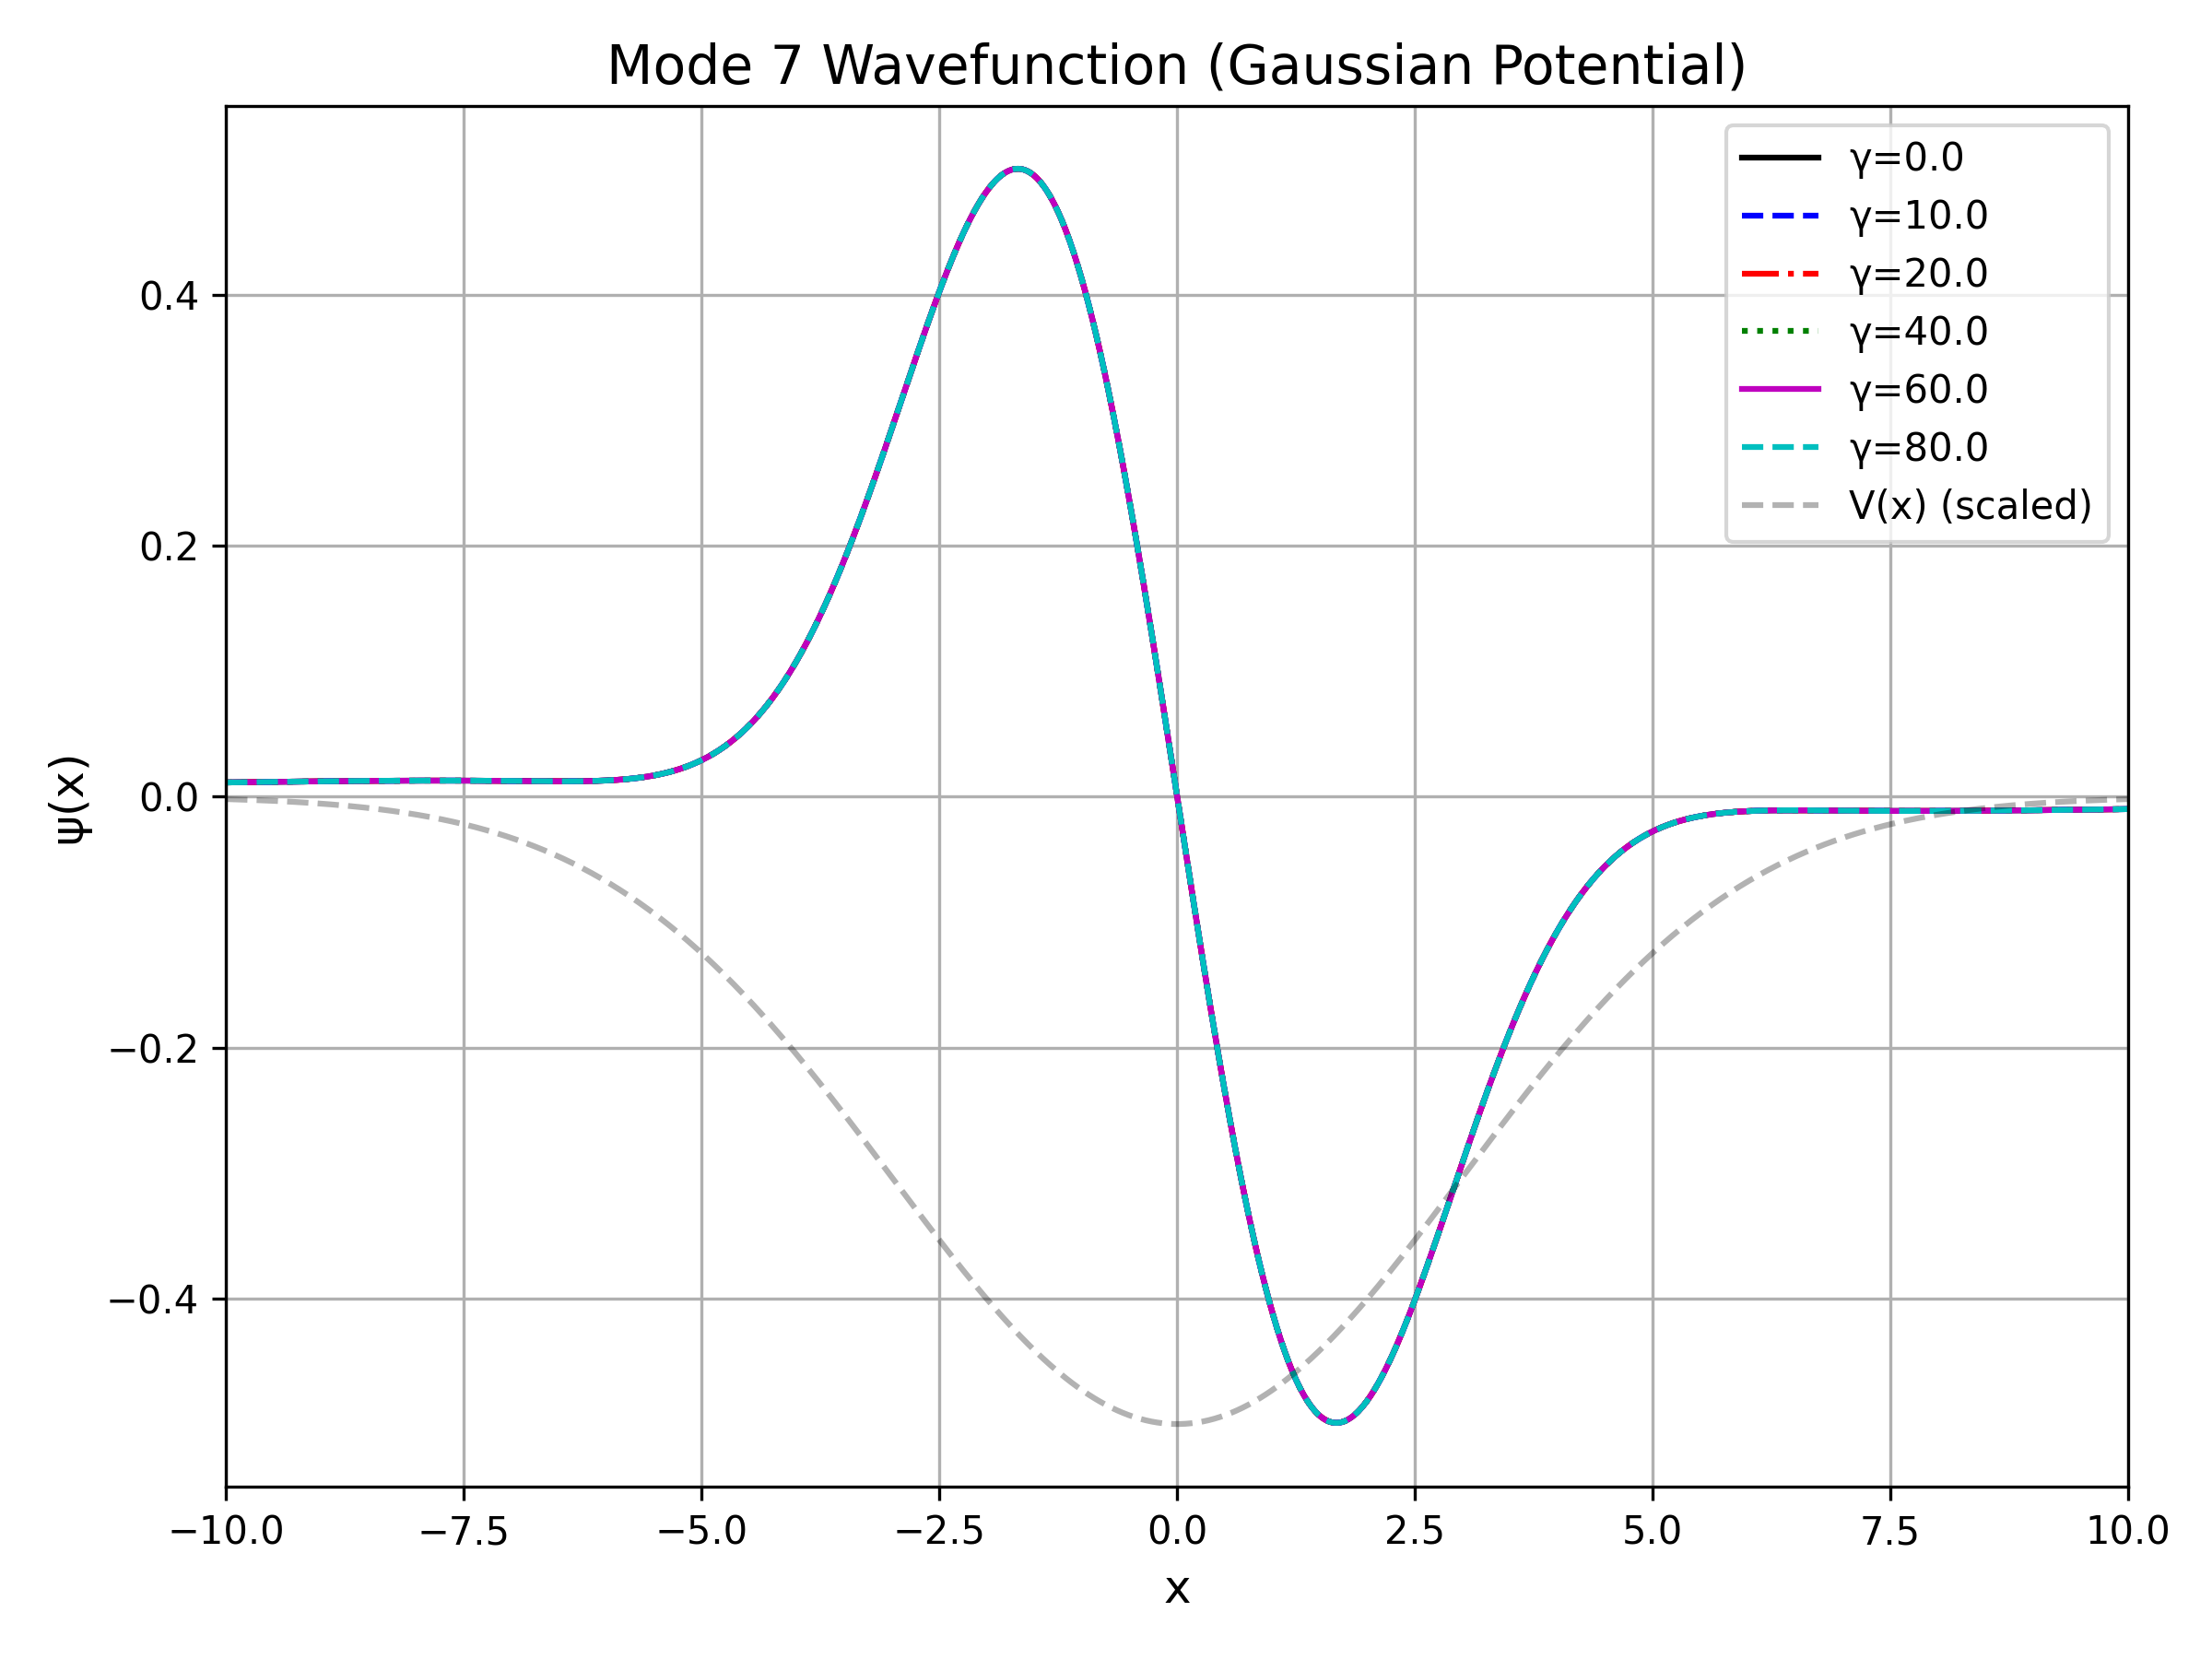 Mode 7 Wavefunction (Gaussian Potential)
γ=0.0
γ=10.0
γ=20.0
γ=40.0
γ=60.0
γ=80.0
V(x) (scaled)
ψ(x)
0.4
0.2
0.0
−0.2
−0.4
−10.0 −7.5 −5.0 −2.5 0.0 2.5 5.0 7.5 10.0
x